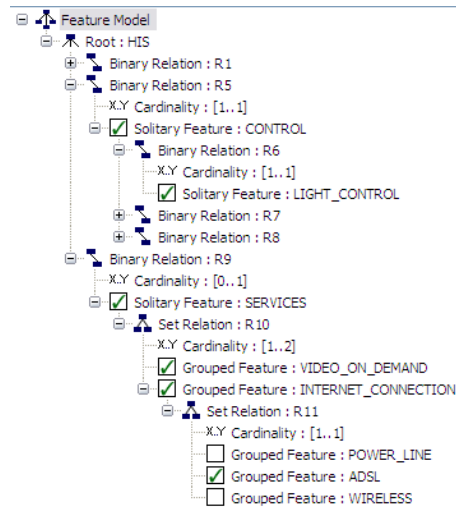 Feature Model
Root : HIS
Binary Relation : R1
Binary Relation : R5
X.Y Cardinality : [1..1]
Solitary Feature : CONTROL
Binary Relation : R6
X.Y Cardinality : [1..1]
Solitary Feature : LIGHT_CONTROL
Binary Relation : R7
Binary Relation : R8
Binary Relation : R9
X.Y Cardinality : [0..1]
Solitary Feature : SERVICES
Set Relation : R10
X.Y Cardinality : [1..2]
Grouped Feature : VIDEO_ON_DEMAND
Grouped Feature : INTERNET_CONNECTION
Set Relation : R11
X.Y Cardinality : [1..1]
Grouped Feature : POWER_LINE
Grouped Feature : ADSL
Grouped Feature : WIRELESS